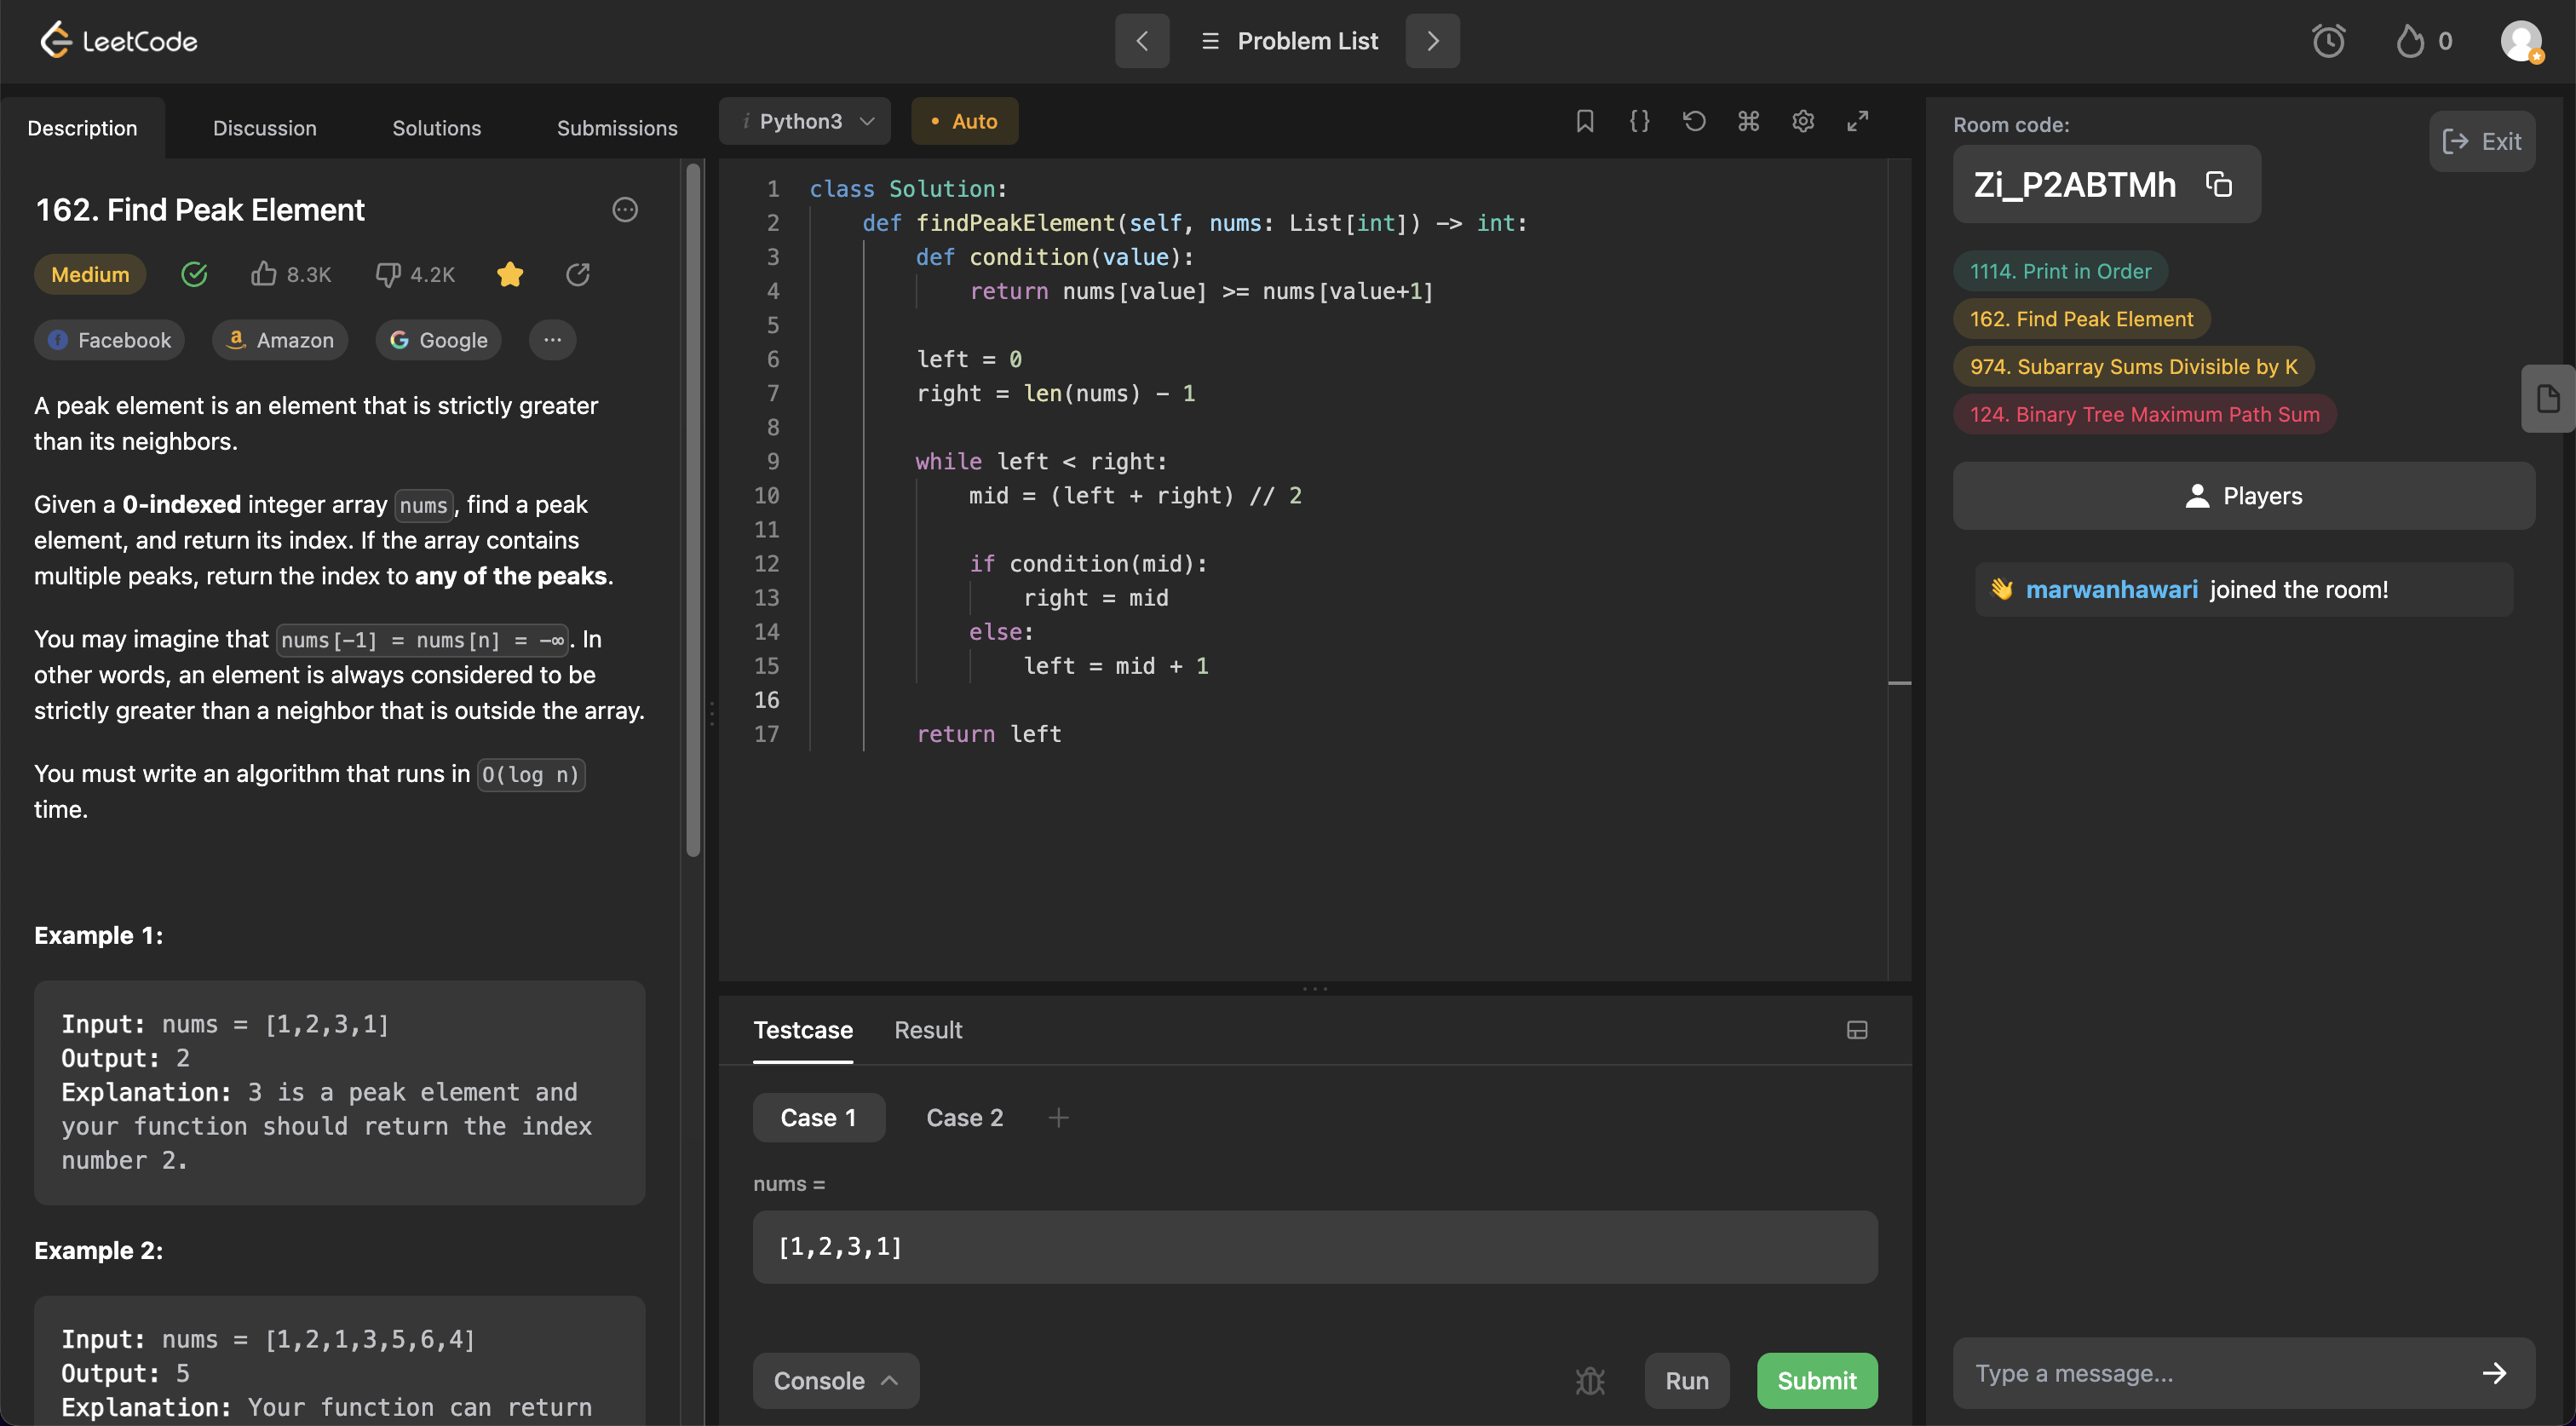 LeetCode
Problem List
0
Description
Discussion
Solutions
Submissions
162. Find Peak Element
Medium
8.3K
4.2K
Facebook
Amazon
Google
A peak element is an element that is strictly greater
than its neighbors.
Given a 0-indexed integer array nums, find a peak
element, and return its index. If the array contains
multiple peaks, return the index to any of the peaks.
You may imagine that nums[-1] = nums[n] = -∞. In
other words, an element is always considered to be
strictly greater than a neighbor that is outside the array.
You must write an algorithm that runs in O(log n)
time.
Example 1:
Input: nums = [1,2,3,1]
Output: 2
Explanation: 3 is a peak element and
your function should return the index
number 2.
Example 2:
Input: nums = [1,2,1,3,5,6,4]
Output: 5
Explanation: Your function can return
i Python3
• Auto
1 class Solution:
2 def findPeakElement(self, nums: List[int]) -> int:
3 def condition(value):
4 return nums[value] >= nums[value+1]
5
6 left = 0
7 right = len(nums) - 1
8
9 while left < right:
10 mid = (left + right) // 2
11
12 if condition(mid):
13 right = mid
14 else:
15 left = mid + 1
16
17 return left
Testcase
Result
Case 1
Case 2
nums =
[1,2,3,1]
Console
Run
Submit
Room code:
Zi_P2ABTMh
Exit
1114. Print in Order
162. Find Peak Element
974. Subarray Sums Divisible by K
124. Binary Tree Maximum Path Sum
Players
👋 marwanhawari joined the room!
Type a message...